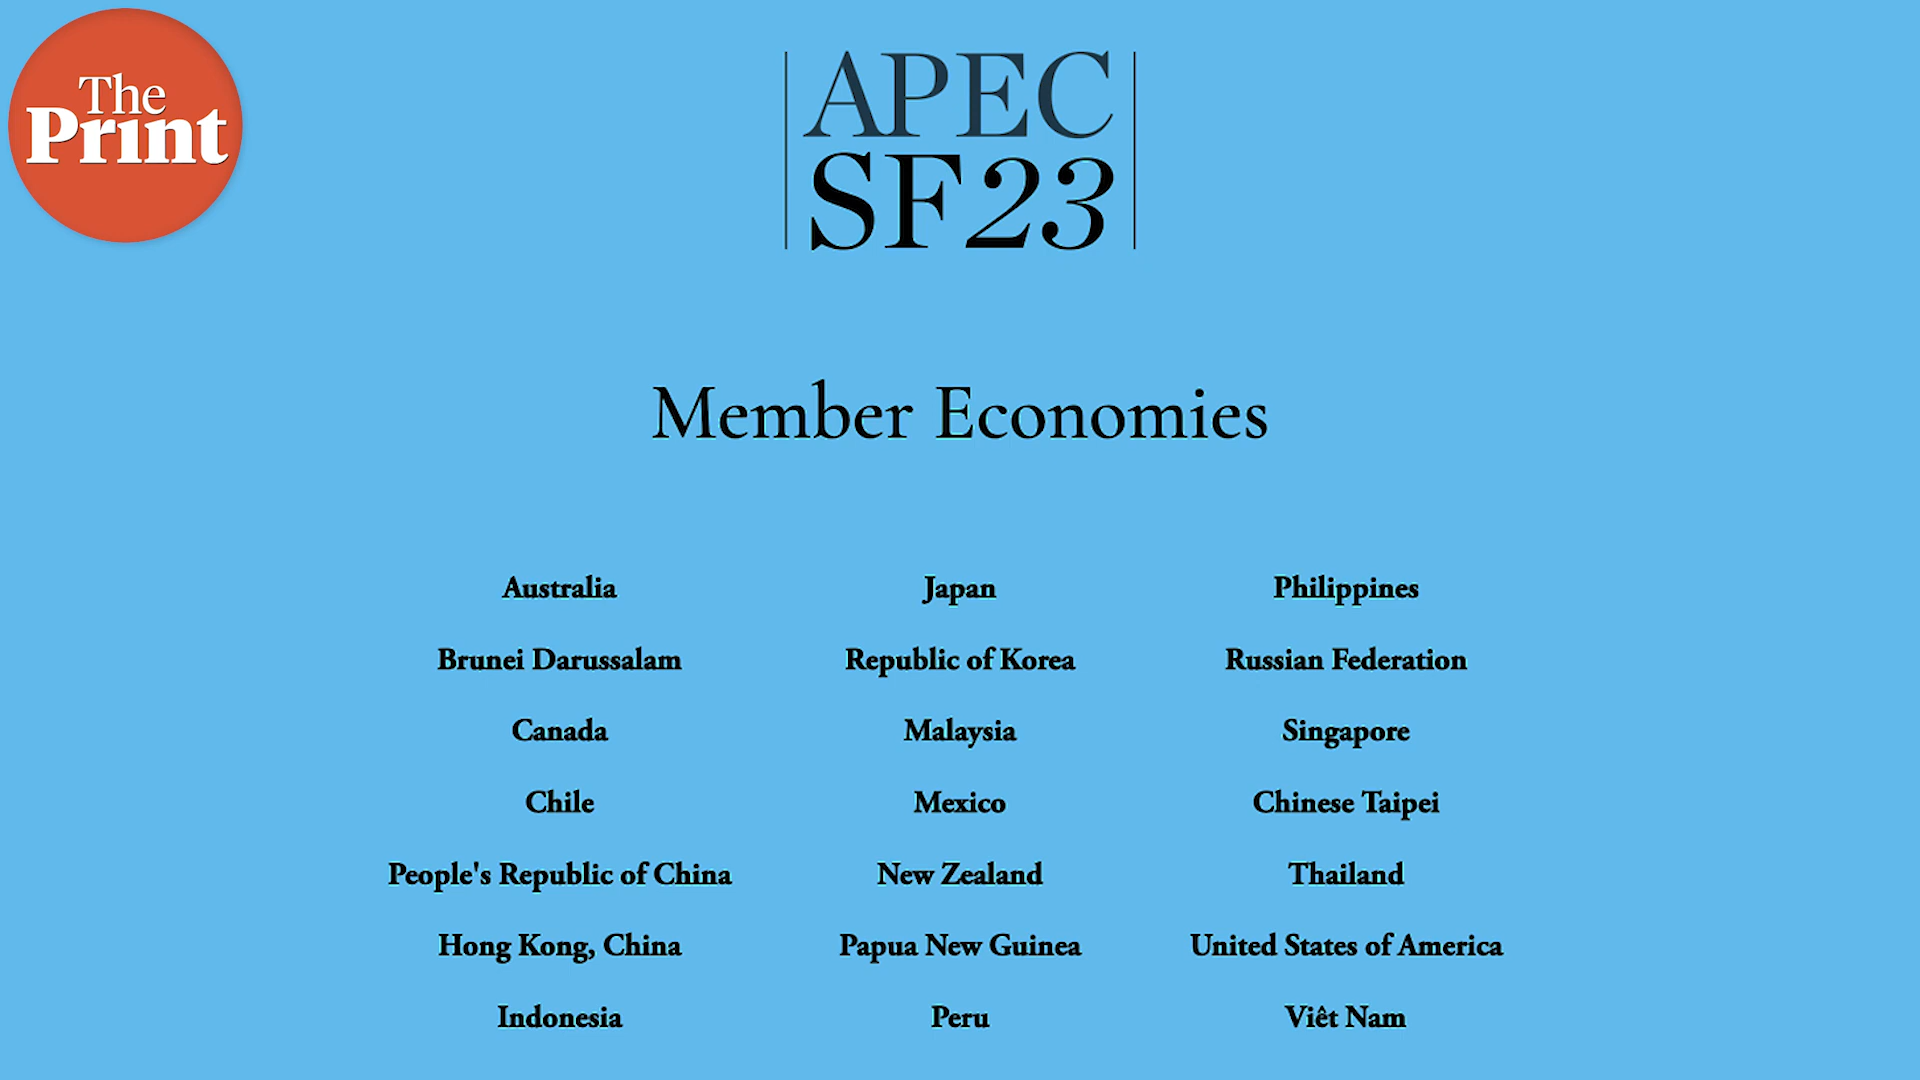 The
Print
APEC
SF23
Member Economies
Australia
Japan
Philippines
Brunei Darussalam
Republic of Korea
Russian Federation
Canada
Malaysia
Singapore
Chile
Mexico
Chinese Taipei
People's Republic of China
New Zealand
Thailand
Hong Kong, China
Papua New Guinea
United States of America
Indonesia
Peru
Viêt Nam